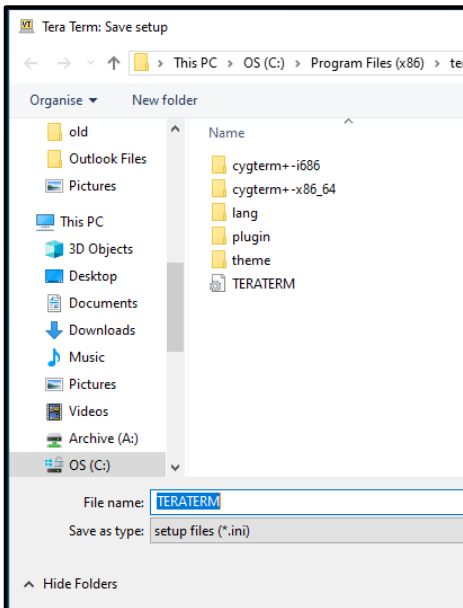 VT Tera Term: Save setup
This PC > OS (C:) > Program Files (x86) > te
Organise New folder
old
Outlook Files
Pictures
This PC
3D Objects
Desktop
Documents
Downloads
Music
Pictures
Videos
Archive (A:)
OS (C:)
Name
cygterm+-i686
cygterm+-x86_64
lang
plugin
theme
TERATERM
File name: TERATERM
Save as type: setup files (*.ini)
Hide Folders